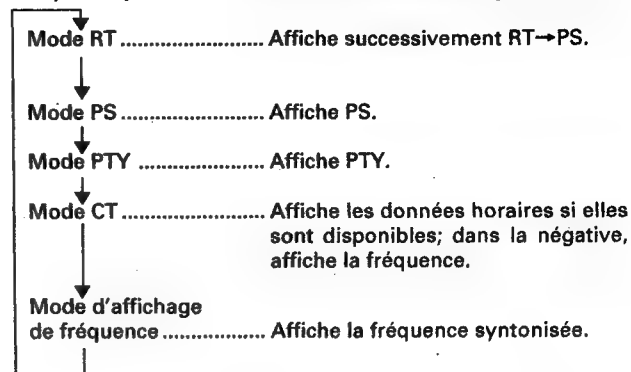 Mode RT ........................ Affiche successivement RT→PS.
Mode PS ........................ Affiche PS.
Mode PTY ..................... Affiche PTY.
Mode CT ........................ Affiche les données horaires si elles
sont disponibles; dans la négative,
affiche la fréquence.
Mode d'affichage
de fréquence .................. Affiche la fréquence syntonisée.